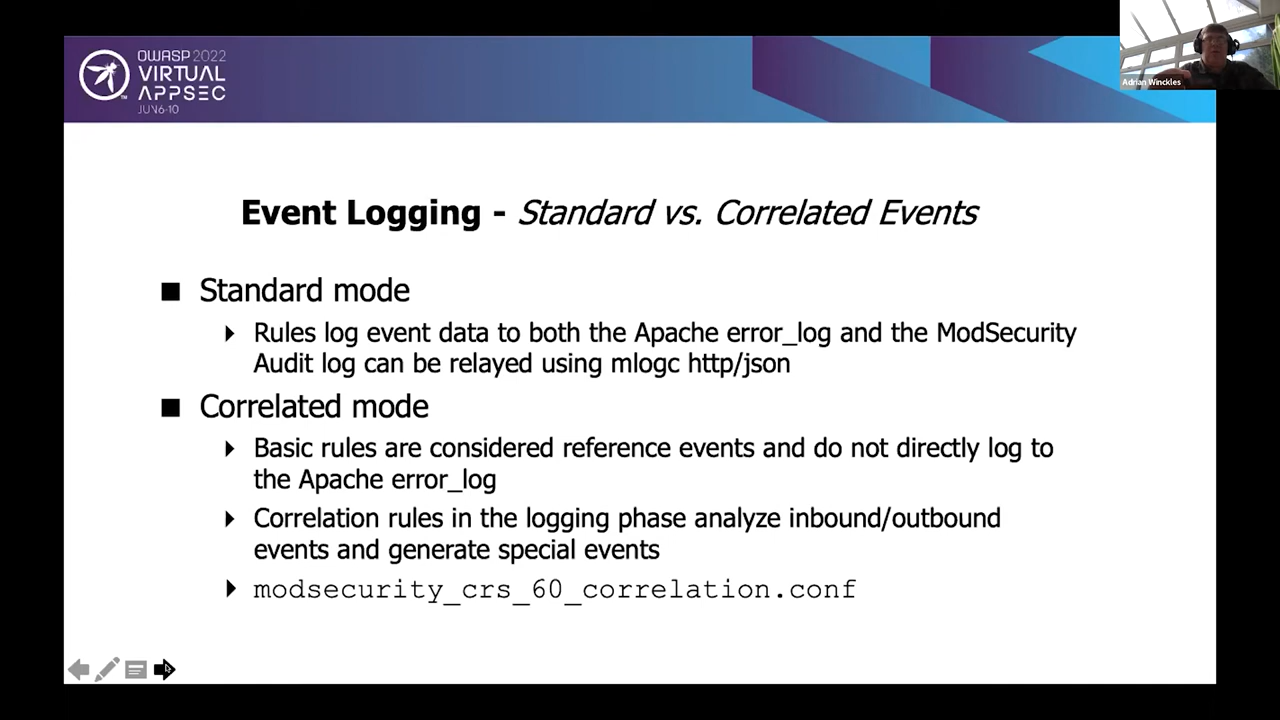 OWASP 2022
VIRTUAL
APPSEC
JUN 6-10
Adrian Winckles
Event Logging - Standard vs. Correlated Events
Standard mode
Rules log event data to both the Apache error_log and the ModSecurity
Audit log can be relayed using mlogc http/json
Correlated mode
Basic rules are considered reference events and do not directly log to
the Apache error_log
Correlation rules in the logging phase analyze inbound/outbound
events and generate special events
modsecurity_crs_60_correlation.conf